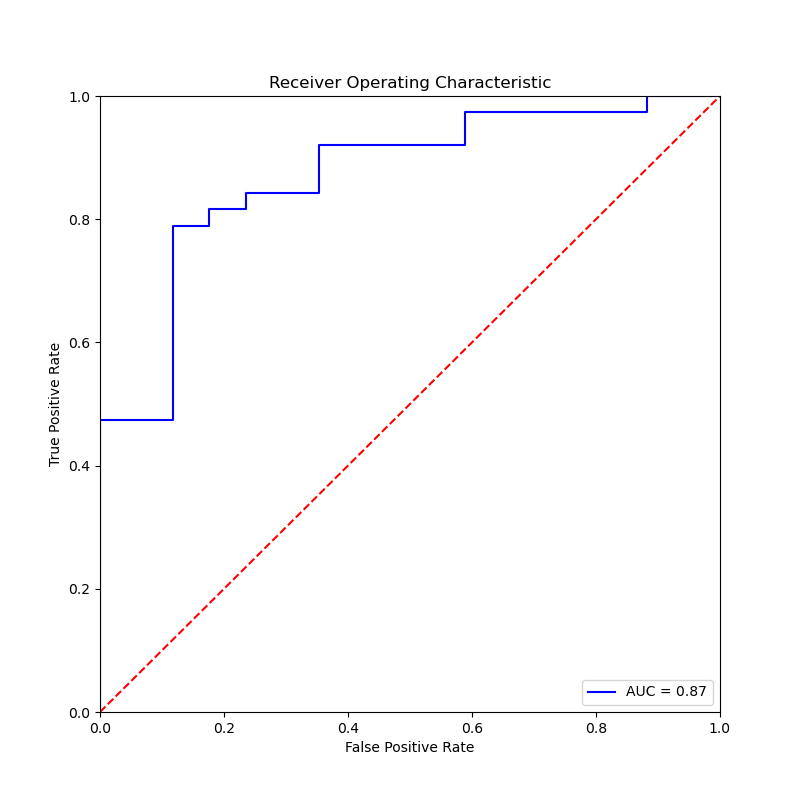 Receiver Operating Characteristic
1.0
0.8
0.6
0.4
0.2
0.0
True Positive Rate
AUC = 0.87
0.0 0.2 0.4 0.6 0.8 1.0
False Positive Rate